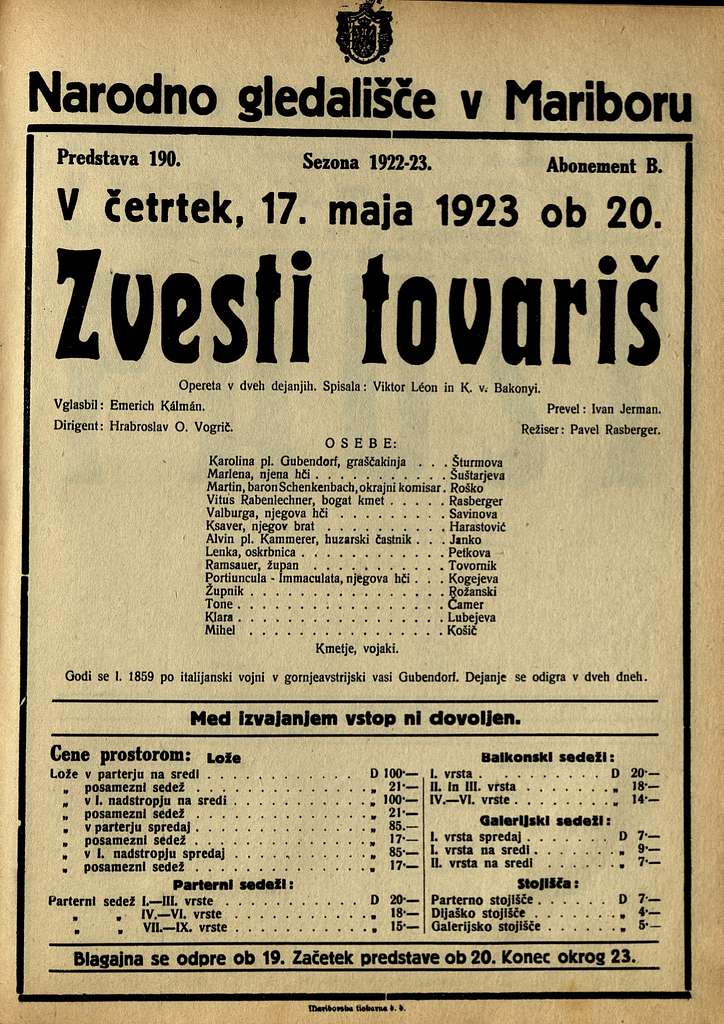 Narodno gledališče v Mariboru
Predstava 190. Sezona 1922-23. Abonement B.
V četrtek, 17. maja 1923 ob 20.
Zvesti tovariš
Opereta v dveh dejanjih. Spisala: Viktor Léon in K. v. Bakonyi.
Vglasbil: Emerich Kálmán. Prevel: Ivan Jerman.
Dirigent: Hrabroslav O. Vogrič. Režiser: Pavel Rasberger.
OSEBE:
Karolina pl. Gubendorf, graščakinja . . . Šturmova
Marlena, njena hči . . . . . . . . . . . Šuštarjeva
Martin, baron Schenkenbach, okrajni komisar . Roško
Vitus Rabenlechner, bogat kmet . . . . . Rasberger
Valburga, njegova hči . . . . . . . . . . Savinova
Ksaver, njegov brat . . . . . . . . . . Harastović
Alvin pl. Kammerer, huzarski častnik . . . Janko
Lenka, oskrbnica . . . . . . . . . . . . Petkova
Ramsauer, župan . . . . . . . . . . . . Tovornik
Portiuncula - Immaculata, njegova hči . . . Kogejeva
Župnik . . . . . . . . . . . . . . . . Rožanski
Tone . . . . . . . . . . . . . . . . . Čamer
Klara . . . . . . . . . . . . . . . . . Lubejeva
Mihel . . . . . . . . . . . . . . . . Košič
Kmetje, vojaki.
Godi se l. 1859 po italijanski vojni v gornjeavstrijski vasi Gubendorf. Dejanje se odigra v dveh dneh.
Med izvajanjem vstop ni dovoljen.
Cene prostorom: Lože
Lože v parterju na sredi . . . . . . . . . . . D 100·—
„ posamezni sedež . . . . . . . . . . . „ 21·—
„ v I. nadstropju na sredi . . . . . . . . . „ 100·—
„ posamezni sedež . . . . . . . . . . . „ 21·—
„ v parterju spredaj . . . . . . . . . . . „ 85.—
„ posamezni sedež . . . . . . . . . . . „ 17·—
„ v I. nadstropju spredaj . . . . . . . . . „ 85·—
„ posamezni sedež . . . . . . . . . . . „ 17·—
Parterni sedeži:
Parterni sedež I.—III. vrste . . . . . . . . . D 20·—
„ „ IV.—VI. vrste . . . . . . . . . „ 18·—
„ „ VII.—IX. vrste . . . . . . . . . „ 15·—
Balkonski sedeži:
I. vrsta . . . . . . . . . . D 20·—
II. in III. vrsta . . . . . . . „ 18·—
IV.—VI. vrste . . . . . . . . „ 14·—
Galerijski sedeži:
I. vrsta spredaj . . . . . . . D 7·—
I. vrsta na sredi . . . . . . . „ 9·—
II. vrsta na sredi . . . . . . „ 7·—
Stojišča:
Parterno stojišče . . . . . . . D 7·—
Dijaško stojišče . . . . . . . „ 4·—
Galerijsko stojišče . . . . . . „ 5·—
Blagajna se odpre ob 19. Začetek predstave ob 20. Konec okrog 23.
Mariborska tiskarna d. d.